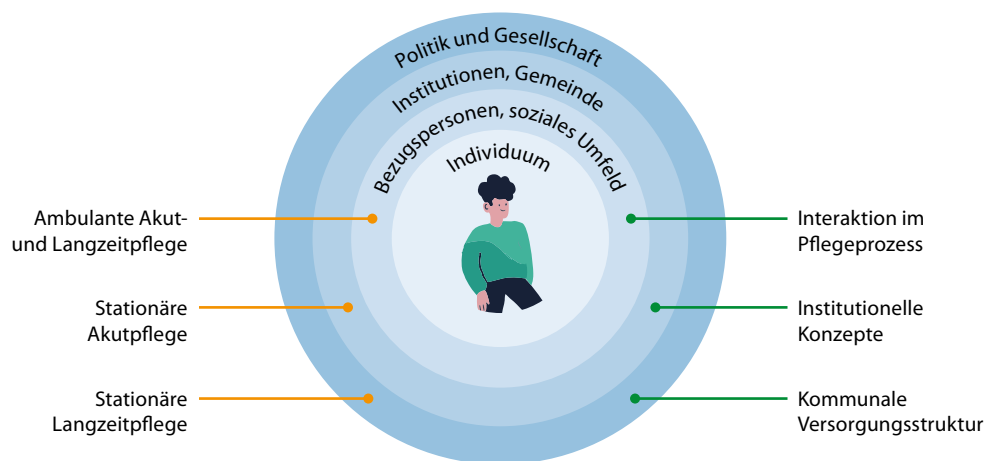 Politik und Gesellschaft
Institutionen, Gemeinde
Bezugspersonen, soziales Umfeld
Individuum
Ambulante Akut-
und Langzeitpflege
Stationäre
Akutpflege
Stationäre
Langzeitpflege
Interaktion im
Pflegeprozess
Institutionelle
Konzepte
Kommunale
Versorgungsstruktur